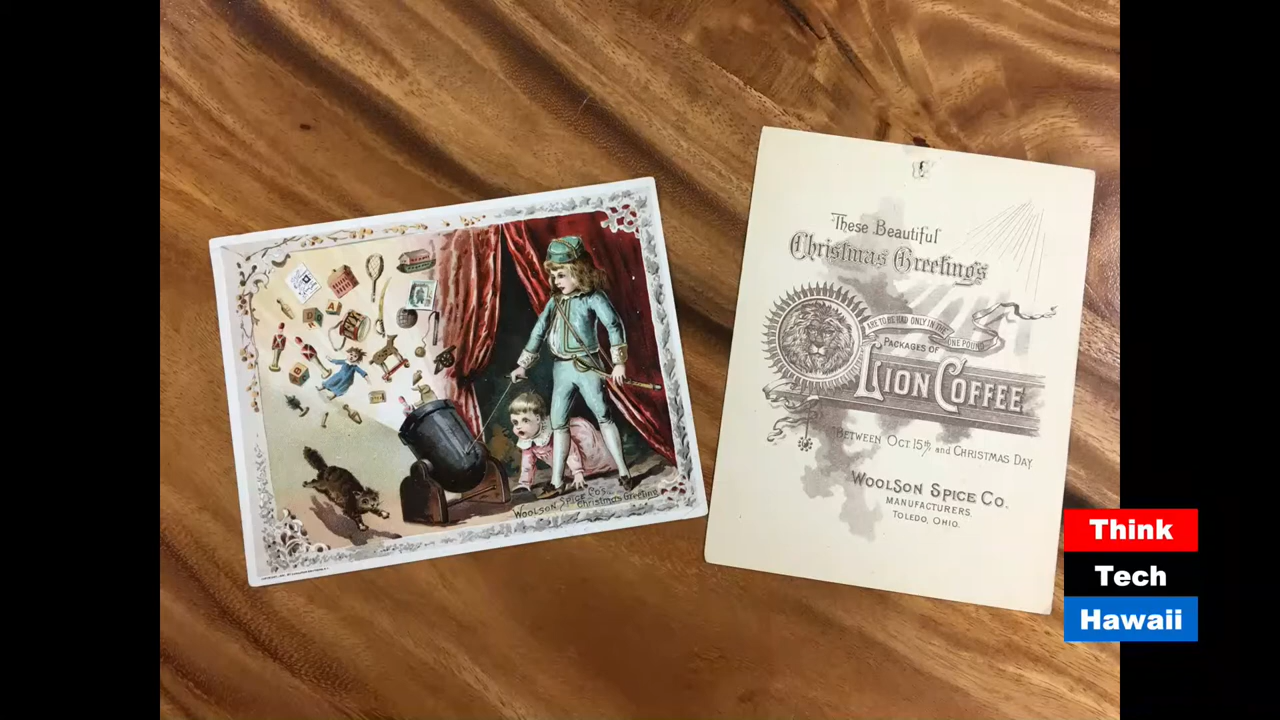 WOOLSON SPICE CO'S
Christmas Greeting
These Beautiful
Christmas Greetings
ARE TO BE HAD ONLY IN THE
ONE POUND
PACKAGES OF
LION COFFEE
BETWEEN OCT. 15th and CHRISTMAS DAY.
WOOLSON SPICE CO.
MANUFACTURERS
TOLEDO, OHIO.
Think
Tech
Hawaii